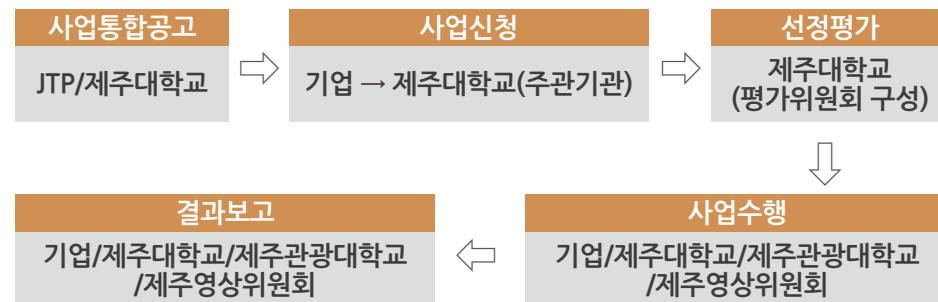 사업통합공고
JTP/제주대학교
사업신청
기업 → 제주대학교(주관기관)
선정평가
제주대학교
(평가위원회 구성)
사업수행
기업/제주대학교/제주관광대학교
/제주영상위원회
결과보고
기업/제주대학교/제주관광대학교
/제주영상위원회